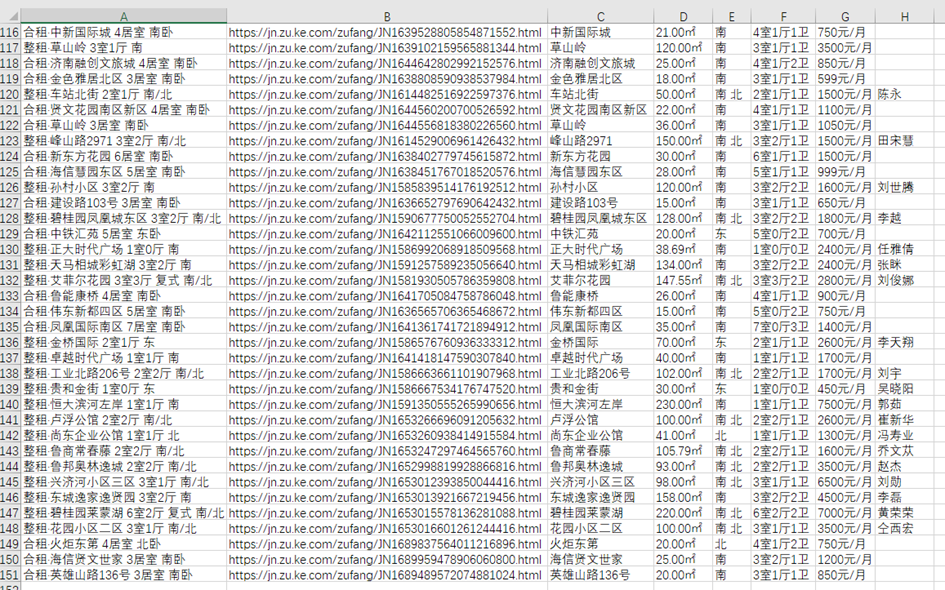 A B C D E F G H
116 合租·中新国际城 4居室 南卧 https://jn.zu.ke.com/zufang/JN1639528805854871552.html 中新国际城 21.00㎡ 南 4室1厅1卫 750元/月
117 整租·草山岭 3室1厅 南 https://jn.zu.ke.com/zufang/JN1639102159565881344.html 草山岭 120.00㎡ 南 3室1厅1卫 3500元/月
118 合租·济南融创文旅城 4居室 南卧 https://jn.zu.ke.com/zufang/JN1644642802992152576.html 济南融创文旅城 25.00㎡ 南 4室1厅2卫 850元/月
119 合租·金色雅居北区 3居室 南卧 https://jn.zu.ke.com/zufang/JN1638808590938537984.html 金色雅居北区 18.00㎡ 南 3室1厅1卫 599元/月
120 整租·车站北街 2室1厅 南/北 https://jn.zu.ke.com/zufang/JN1614482516922597376.html 车站北街 50.00㎡ 南 北 2室1厅1卫 1500元/月 陈永
121 合租·贤文花园南区新区 4居室 南卧 https://jn.zu.ke.com/zufang/JN1644560200700526592.html 贤文花园南区新区 22.00㎡ 南 4室1厅2卫 1100元/月
122 合租·草山岭 3居室 南卧 https://jn.zu.ke.com/zufang/JN1644556818380226560.html 草山岭 36.00㎡ 南 3室1厅1卫 1050元/月
123 整租·峰山路2971 3室2厅 南/北 https://jn.zu.ke.com/zufang/JN1614529006961426432.html 峰山路2971 150.00㎡ 南 北 3室2厅1卫 1500元/月 田宋慧
124 合租·新东方花园 6居室 南卧 https://jn.zu.ke.com/zufang/JN1638402779745615872.html 新东方花园 30.00㎡ 南 6室1厅1卫 1500元/月
125 合租·海信慧园东区 5居室 南卧 https://jn.zu.ke.com/zufang/JN1638451767018520576.html 海信慧园东区 28.00㎡ 南 5室1厅1卫 999元/月
126 整租·孙村小区 3室2厅 南 https://jn.zu.ke.com/zufang/JN1585839514176192512.html 孙村小区 120.00㎡ 南 3室2厅2卫 1600元/月 刘世腾
127 合租·建设路103号 3居室 南卧 https://jn.zu.ke.com/zufang/JN1636652797690642432.html 建设路103号 15.00㎡ 南 3室1厅1卫 650元/月
128 整租·碧桂园凤凰城东区 3室2厅 南/北 https://jn.zu.ke.com/zufang/JN1590677750052552704.html 碧桂园凤凰城东区 128.00㎡ 南 北 3室2厅2卫 1800元/月 李越
129 合租·中铁汇苑 5居室 东卧 https://jn.zu.ke.com/zufang/JN1642112551066009600.html 中铁汇苑 20.00㎡ 东 5室0厅2卫 700元/月
130 整租·正大时代广场 1室0厅 南 https://jn.zu.ke.com/zufang/JN1586992068918509568.html 正大时代广场 38.69㎡ 南 1室0厅0卫 2400元/月 任雅倩
131 整租·天马相城彩虹湖 3室2厅 南 https://jn.zu.ke.com/zufang/JN1591257589235056640.html 天马相城彩虹湖 134.00㎡ 南 3室2厅2卫 2400元/月
132 整租·艾菲尔花园 3室3厅 复式 南/北 https://jn.zu.ke.com/zufang/JN1581930505786359808.html 艾菲尔花园 147.55㎡ 南 北 3室3厅2卫 2800元/月 刘俊娜
133 合租·鲁能康桥 4居室 南卧 https://jn.zu.ke.com/zufang/JN1641705084758786048.html 鲁能康桥 26.00㎡ 南 4室1厅1卫 900元/月
134 合租·伟东新都四区 5居室 南卧 https://jn.zu.ke.com/zufang/JN1636565706365468672.html 伟东新都四区 15.00㎡ 南 5室0厅2卫 750元/月
135 合租·凤凰国际南区 7居室 南卧 https://jn.zu.ke.com/zufang/JN1641361741721894912.html 凤凰国际南区 35.00㎡ 南 7室0厅3卫 1400元/月
136 整租·金桥国际 2室1厅 东 https://jn.zu.ke.com/zufang/JN1586576760936333312.html 金桥国际 70.00㎡ 东 2室1厅1卫 2600元/月 李天翔
137 整租·卓越时代广场 1室1厅 南 https://jn.zu.ke.com/zufang/JN1641418147590307840.html 卓越时代广场 40.00㎡ 南 1室1厅1卫 1700元/月
138 整租·工业北路206号 2室2厅 南/北 https://jn.zu.ke.com/zufang/JN1586663661101907968.html 工业北路206号 102.00㎡ 南 北 2室2厅1卫 1700元/月 刘宇
139 整租·贵和金街 1室0厅 东 https://jn.zu.ke.com/zufang/JN1586667534176747520.html 贵和金街 30.00㎡ 东 1室0厅0卫 450元/月 吴晓阳
140 整租·恒大滨河左岸 1室1厅 南 https://jn.zu.ke.com/zufang/JN1591350555265990656.html 恒大滨河左岸 230.00㎡ 南 1室1厅1卫 7500元/月 郭茹
141 整租·卢浮公馆 2室2厅 南/北 https://jn.zu.ke.com/zufang/JN1653266696091205632.html 卢浮公馆 100.00㎡ 南 北 2室2厅1卫 2600元/月 崔新华
142 整租·尚东企业公馆 1室1厅 北 https://jn.zu.ke.com/zufang/JN1653260938414915584.html 尚东企业公馆 41.00㎡ 北 1室1厅1卫 1300元/月 冯寿业
143 整租·鲁商常春藤 2室2厅 南/北 https://jn.zu.ke.com/zufang/JN1653247297464565760.html 鲁商常春藤 105.79㎡ 南 北 2室2厅1卫 1600元/月 乔文苡
144 整租·鲁邦奥林逸城 2室2厅 南/北 https://jn.zu.ke.com/zufang/JN1652998819928866816.html 鲁邦奥林逸城 93.00㎡ 南 北 2室2厅1卫 3500元/月 赵杰
145 整租·兴济河小区三区 3室1厅 南/北 https://jn.zu.ke.com/zufang/JN1653012393850044416.html 兴济河小区三区 98.00㎡ 南 北 3室1厅1卫 6500元/月 刘勋
146 整租·东城逸家逸贤园 3室2厅 南 https://jn.zu.ke.com/zufang/JN1653013921667219456.html 东城逸家逸贤园 158.00㎡ 南 3室2厅2卫 4500元/月 李磊
147 整租·碧桂园莱蒙湖 6室2厅 复式 南/北 https://jn.zu.ke.com/zufang/JN1653015578136281088.html 碧桂园莱蒙湖 220.00㎡ 南 北 6室2厅2卫 7000元/月 黄荣荣
148 整租·花园小区二区 3室1厅 南/北 https://jn.zu.ke.com/zufang/JN1653016601261244416.html 花园小区二区 100.00㎡ 南 北 3室1厅1卫 3500元/月 仝西宏
149 合租·火炬东第 4居室 北卧 https://jn.zu.ke.com/zufang/JN1689837564011216896.html 火炬东第 20.00㎡ 北 4室1厅2卫 750元/月
150 合租·海信贤文世家 3居室 南卧 https://jn.zu.ke.com/zufang/JN1689959478906060800.html 海信贤文世家 25.00㎡ 南 3室2厅1卫 1200元/月
151 合租·英雄山路136号 3居室 南卧 https://jn.zu.ke.com/zufang/JN1689489572074881024.html 英雄山路136号 20.00㎡ 南 3室1厅1卫 850元/月